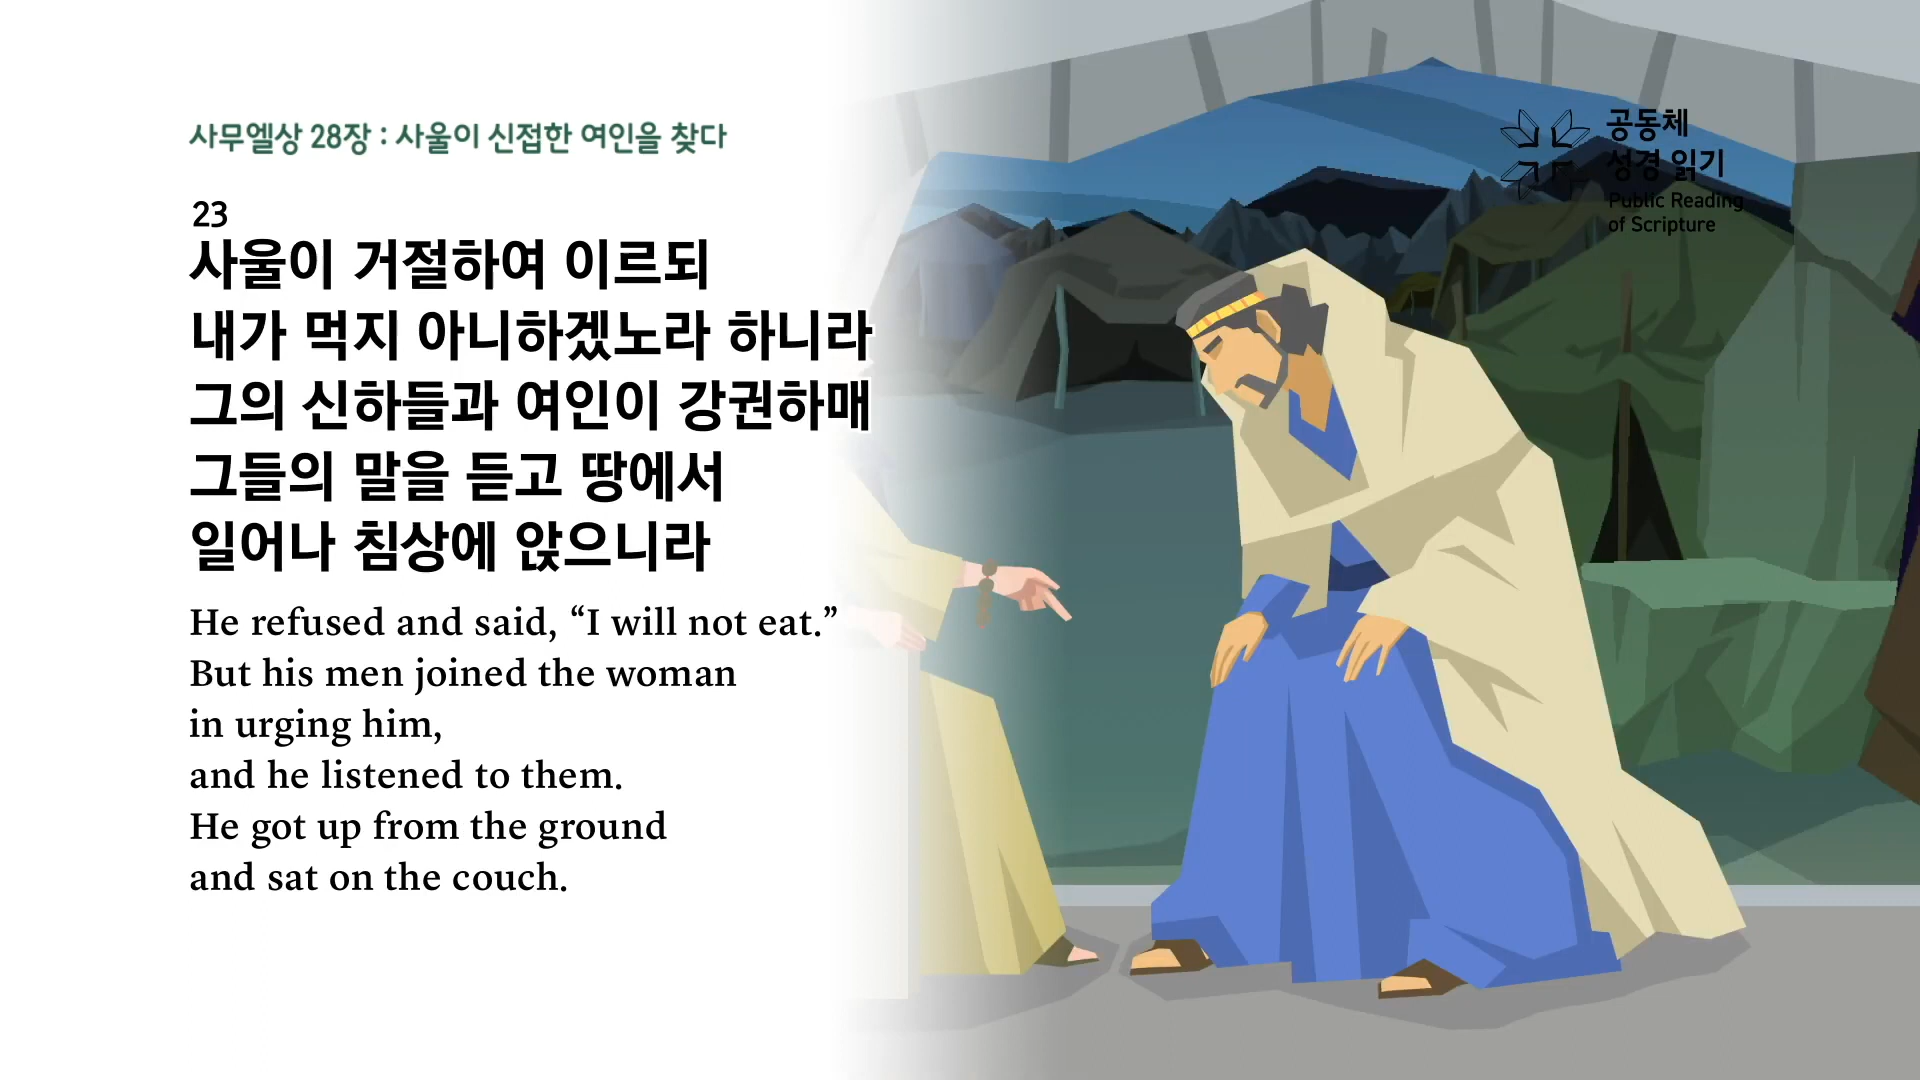 사무엘상 28장 : 사울이 신접한 여인을 찾다
23
사울이 거절하여 이르되
내가 먹지 아니하겠노라 하니라
그의 신하들과 여인이 강권하매
그들의 말을 듣고 땅에서
일어나 침상에 앉으니라
He refused and said, “I will not eat.”
But his men joined the woman
in urging him,
and he listened to them.
He got up from the ground
and sat on the couch.
공동체
성경 읽기
Public Reading
of Scripture